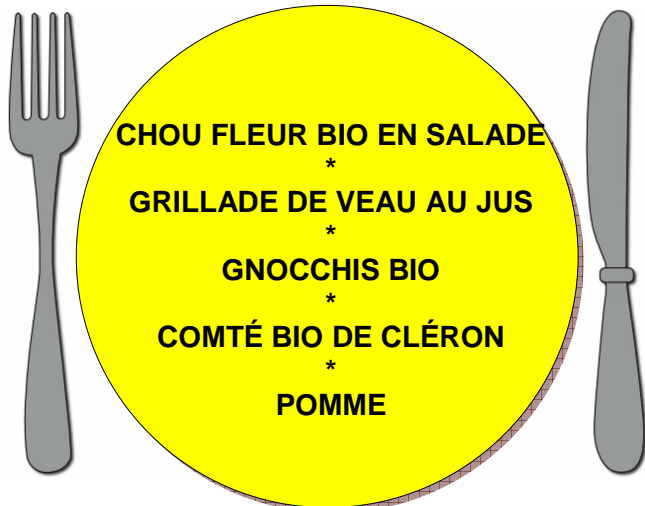 CHOU FLEUR BIO EN SALADE
*
GRILLADE DE VEAU AU JUS
*
GNOCCHIS BIO
*
COMTÉ BIO DE CLÉRON
*
POMME